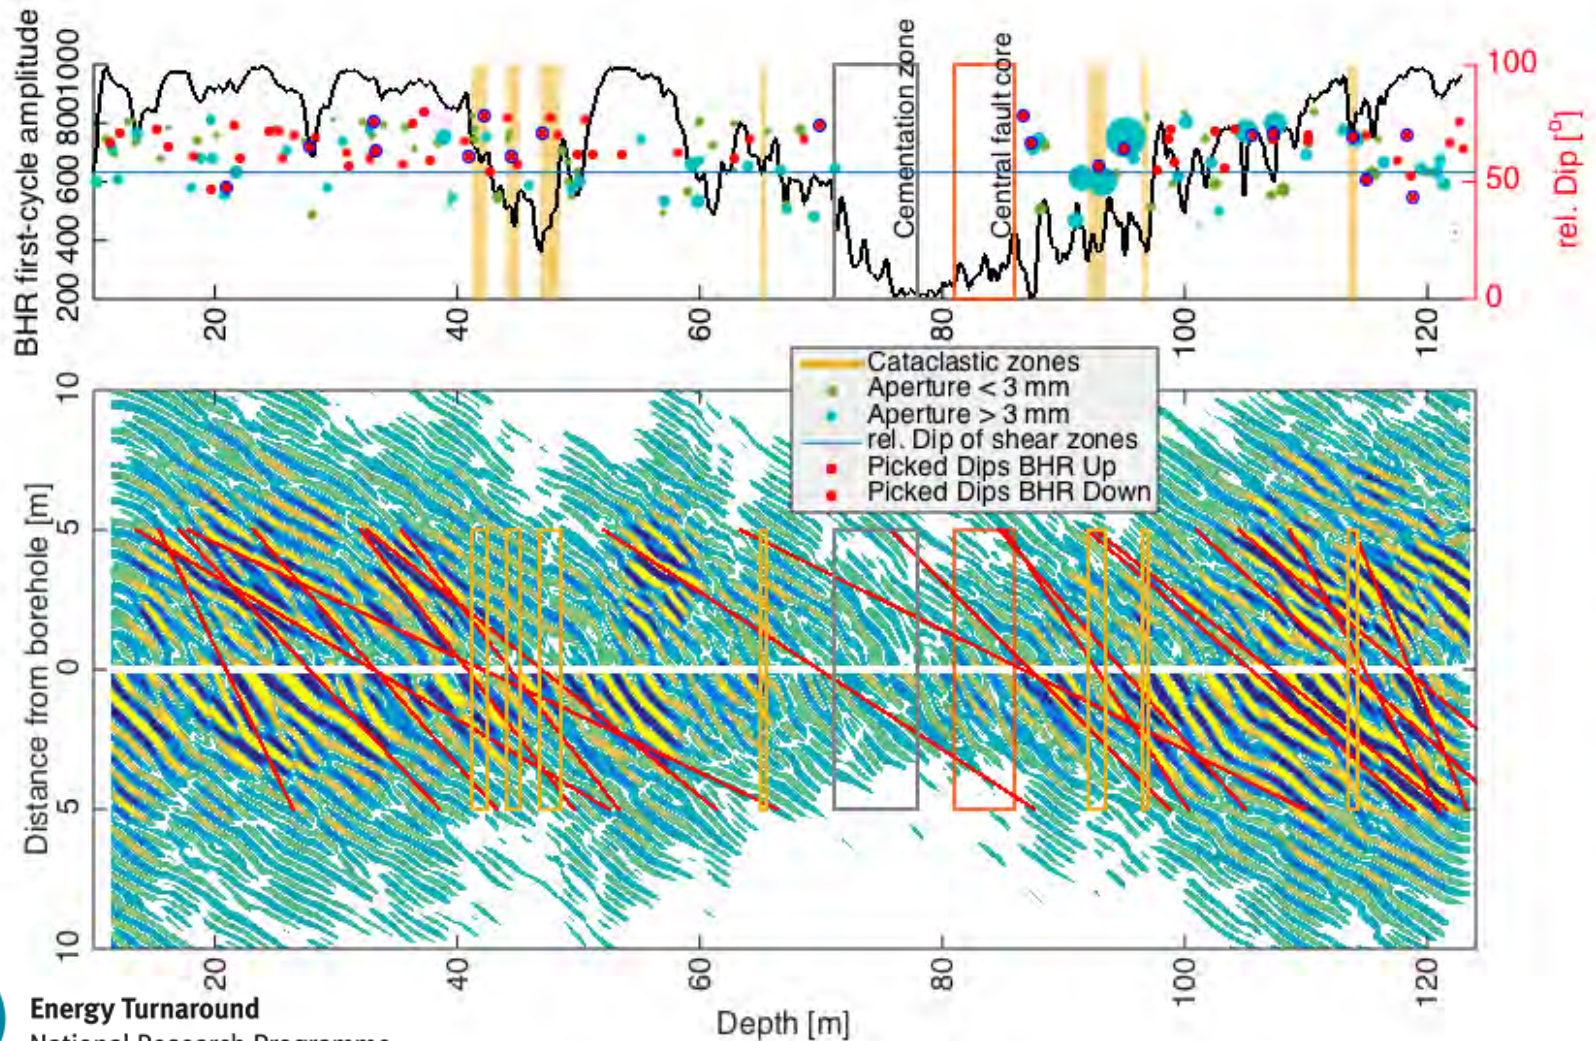 BHR first-cycle amplitude
1000
800
600
400
200
Cementation zone
Central fault core
100
50
0
rel. Dip [°]
20
40
60
80
100
120
Cataclastic zones
Aperture < 3 mm
Aperture > 3 mm
rel. Dip of shear zones
Picked Dips BHR Up
Picked Dips BHR Down
Distance from borehole [m]
10
5
0
5
10
20
40
60
80
100
120
Depth [m]
Energy Turnaround
National Research Programme